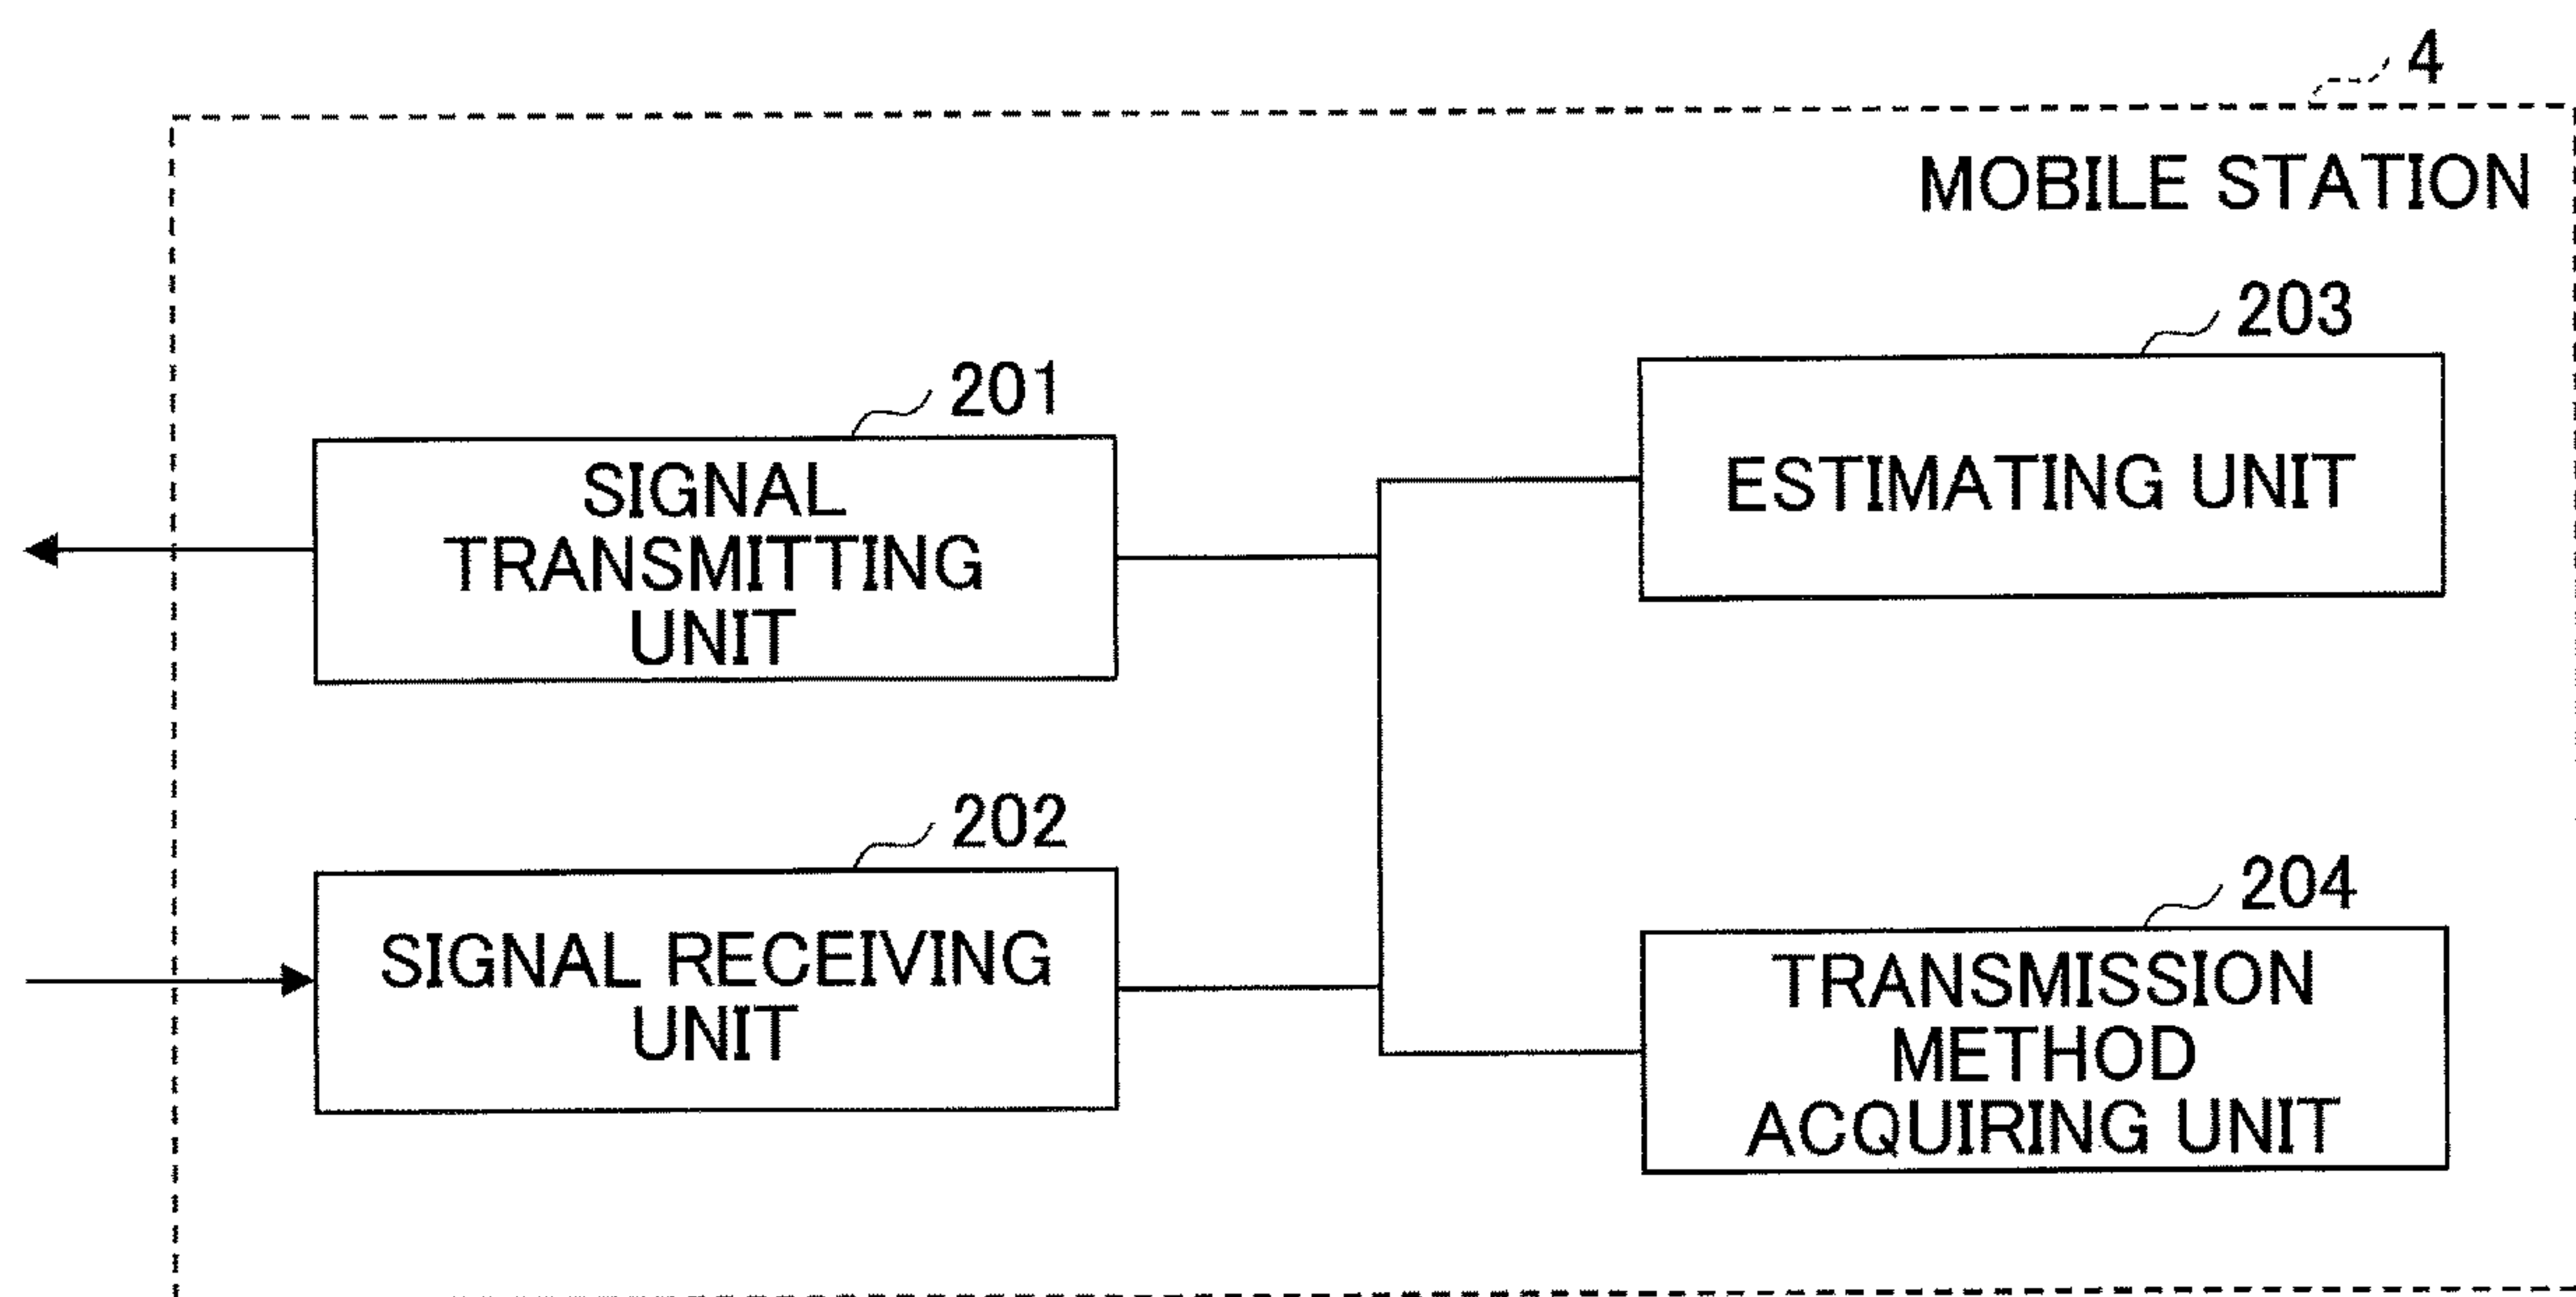 4
MOBILE STATION
203
ESTIMATING UNIT
201
SIGNAL
TRANSMITTING
UNIT
202
SIGNAL RECEIVING
UNIT
204
TRANSMISSION
METHOD
ACQUIRING UNIT